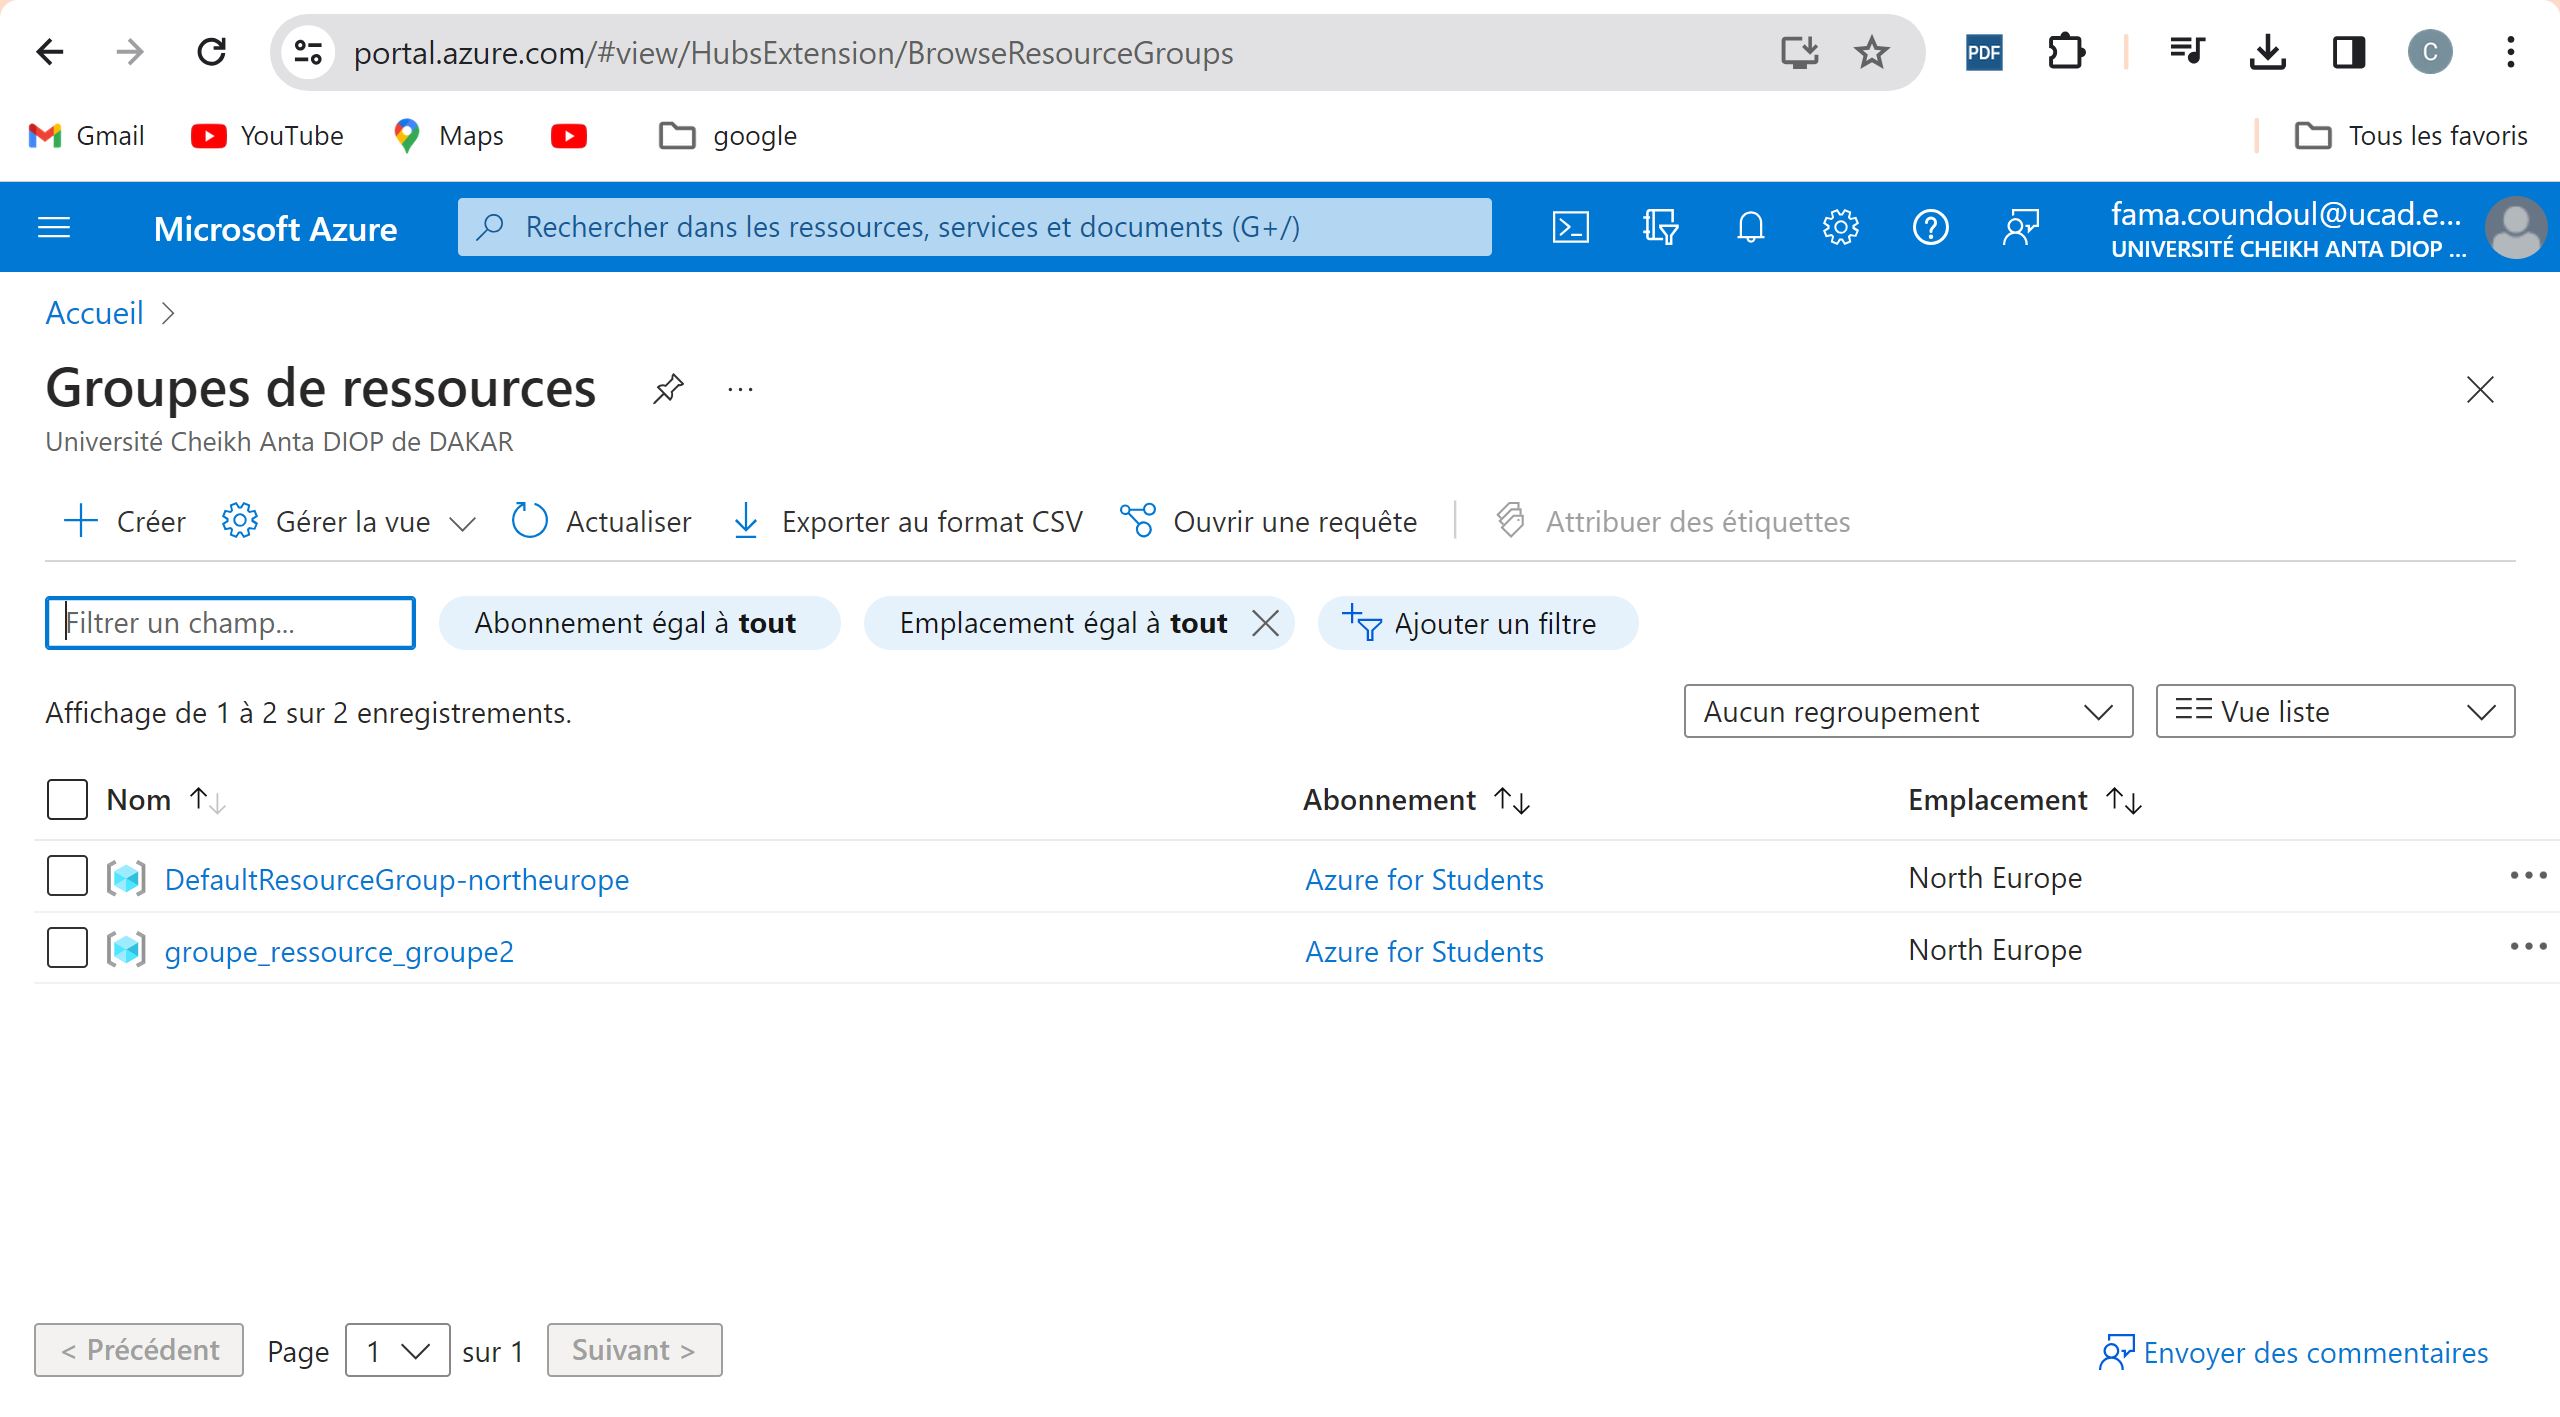 portal.azure.com/#view/HubsExtension/BrowseResourceGroups
PDF
C
Gmail
YouTube
Maps
google
Tous les favoris
Microsoft Azure
Rechercher dans les ressources, services et documents (G+/)
fama.coundoul@ucad.e...
UNIVERSITÉ CHEIKH ANTA DIOP ...
Accueil >
Groupes de ressources
Université Cheikh Anta DIOP de DAKAR
Créer
Gérer la vue
Actualiser
Exporter au format CSV
Ouvrir une requête
Attribuer des étiquettes
Filtrer un champ...
Abonnement égal à tout
Emplacement égal à tout
Ajouter un filtre
Affichage de 1 à 2 sur 2 enregistrements.
Aucun regroupement
Vue liste
Nom
Abonnement
Emplacement
DefaultResourceGroup-northeurope
Azure for Students
North Europe
groupe_ressource_groupe2
Azure for Students
North Europe
< Précédent
Page
1
sur 1
Suivant >
Envoyer des commentaires